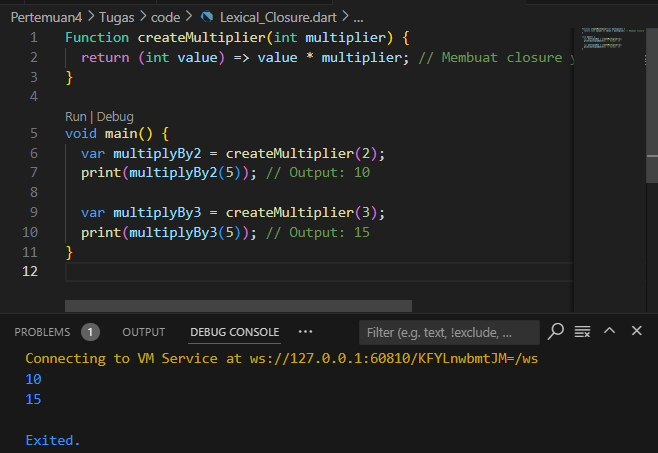 Pertemuan4 > Tugas > code > Lexical_Closure.dart > ...
1 Function createMultiplier(int multiplier) {
2 return (int value) => value * multiplier; // Membuat closure
3 }
4
Run | Debug
5 void main() {
6 var multiplyBy2 = createMultiplier(2);
7 print(multiplyBy2(5)); // Output: 10
8
9 var multiplyBy3 = createMultiplier(3);
10 print(multiplyBy3(5)); // Output: 15
11 }
12
PROBLEMS 1 OUTPUT DEBUG CONSOLE ... Filter (e.g. text, !exclude, ...
Connecting to VM Service at ws://127.0.0.1:60810/KFYLnwbmtJM=/ws
10
15
Exited.